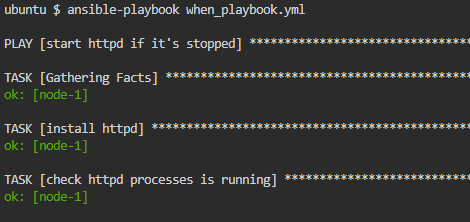 ubuntu $ ansible-playbook when_playbook.yml
PLAY [start httpd if it's stopped] *********************************
TASK [Gathering Facts] *********************************************
ok: [node-1]
TASK [install httpd] ***********************************************
ok: [node-1]
TASK [check httpd processes is running] ****************************
ok: [node-1]